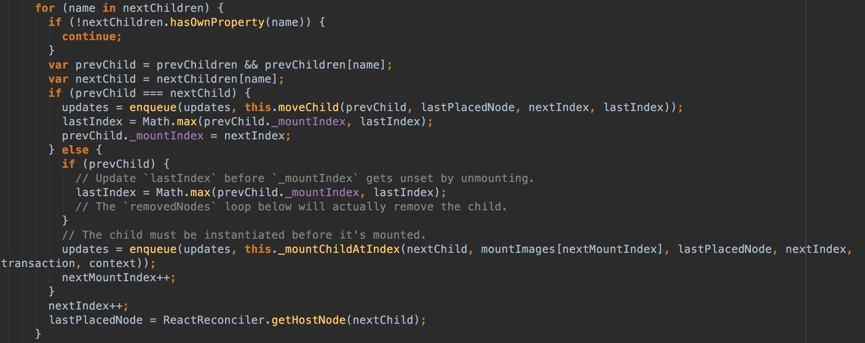 for (name in nextChildren) {
if (!nextChildren.hasOwnProperty(name)) {
continue;
}
var prevChild = prevChildren && prevChildren[name];
var nextChild = nextChildren[name];
if (prevChild === nextChild) {
updates = enqueue(updates, this.moveChild(prevChild, lastPlacedNode, nextIndex, lastIndex));
lastIndex = Math.max(prevChild._mountIndex, lastIndex);
prevChild._mountIndex = nextIndex;
} else {
if (prevChild) {
// Update `lastIndex` before `_mountIndex` gets unset by unmounting.
lastIndex = Math.max(prevChild._mountIndex, lastIndex);
// The `removedNodes` loop below will actually remove the child.
}
// The child must be instantiated before it's mounted.
updates = enqueue(updates, this._mountChildAtIndex(nextChild, mountImages[nextMountIndex], lastPlacedNode, nextIndex,
transaction, context));
nextMountIndex++;
}
nextIndex++;
lastPlacedNode = ReactReconciler.getHostNode(nextChild);
}